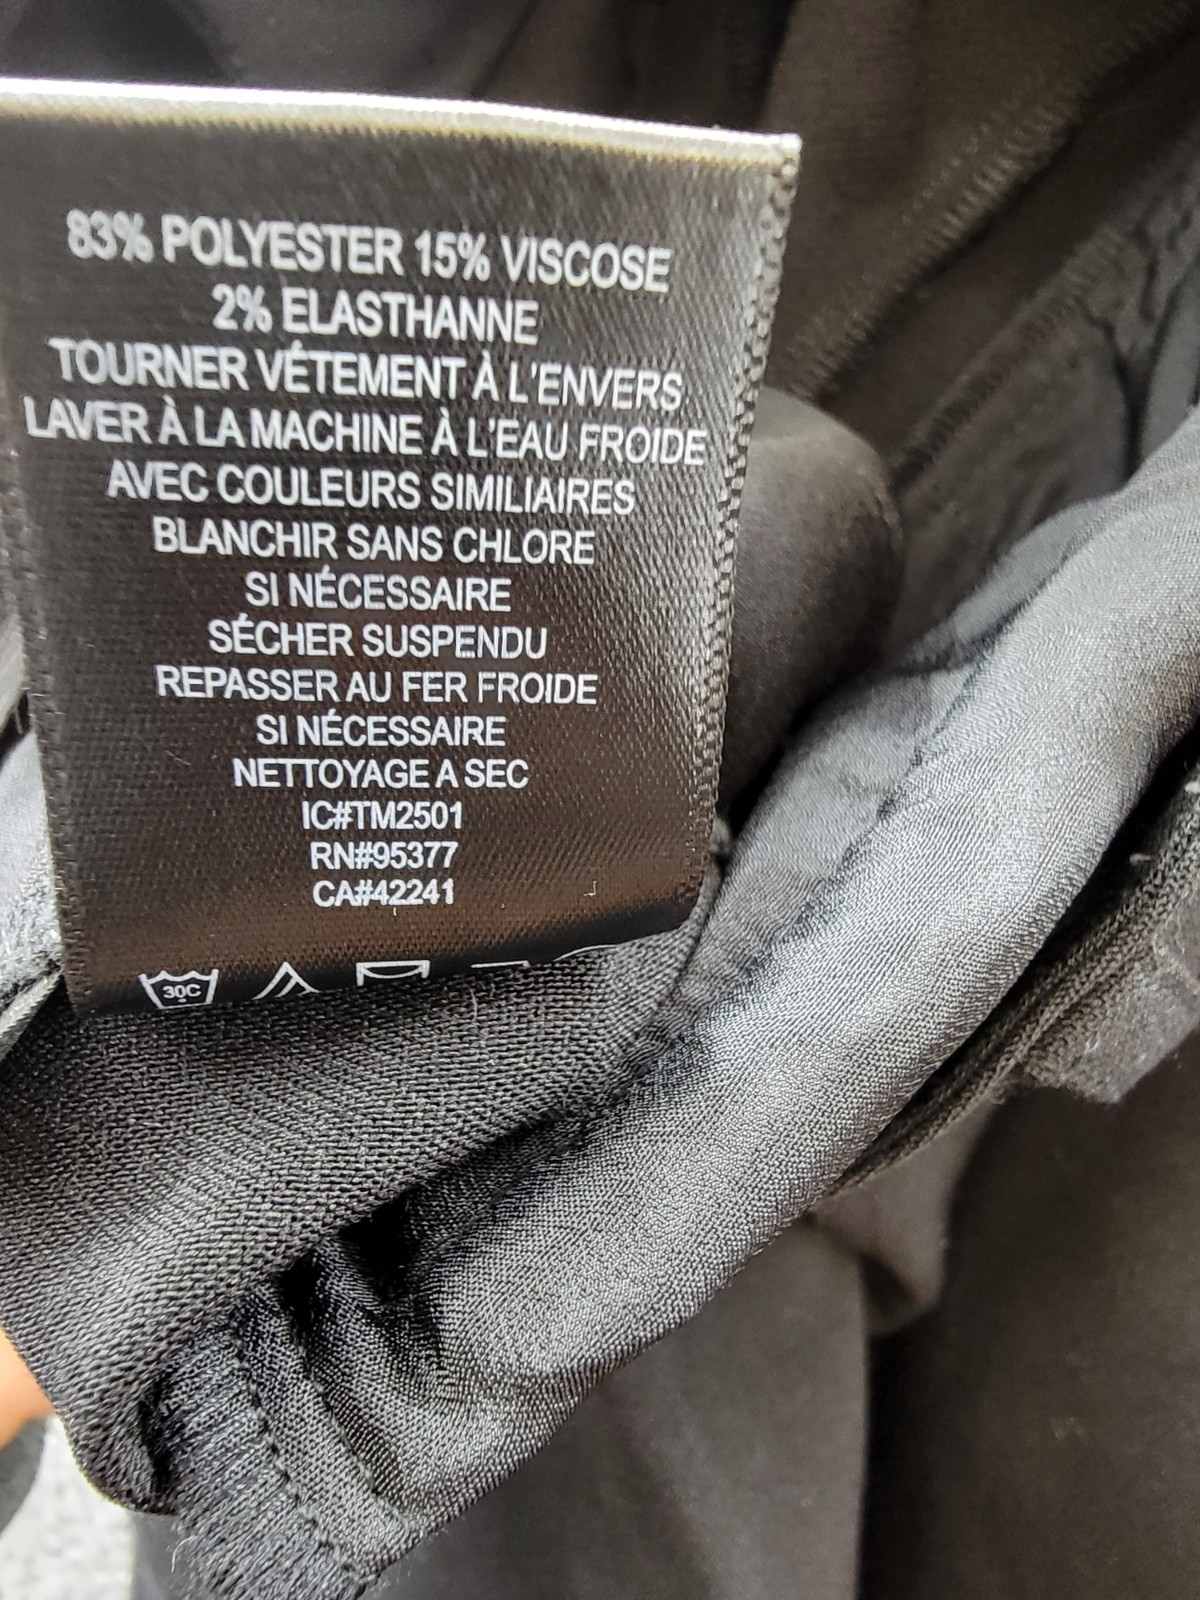 83% POLYESTER 15% VISCOSE
2% ELASTHANNE
TOURNER VÉTEMENT À L'ENVERS
LAVER À LA MACHINE À L'EAU FROIDE
AVEC COULEURS SIMILIAIRES
BLANCHIR SANS CHLORE
SI NÉCESSAIRE
SÉCHER SUSPENDU
REPASSER AU FER FROIDE
SI NÉCESSAIRE
NETTOYAGE A SEC
IC#TM2501
RN#95377
CA#42241
30C